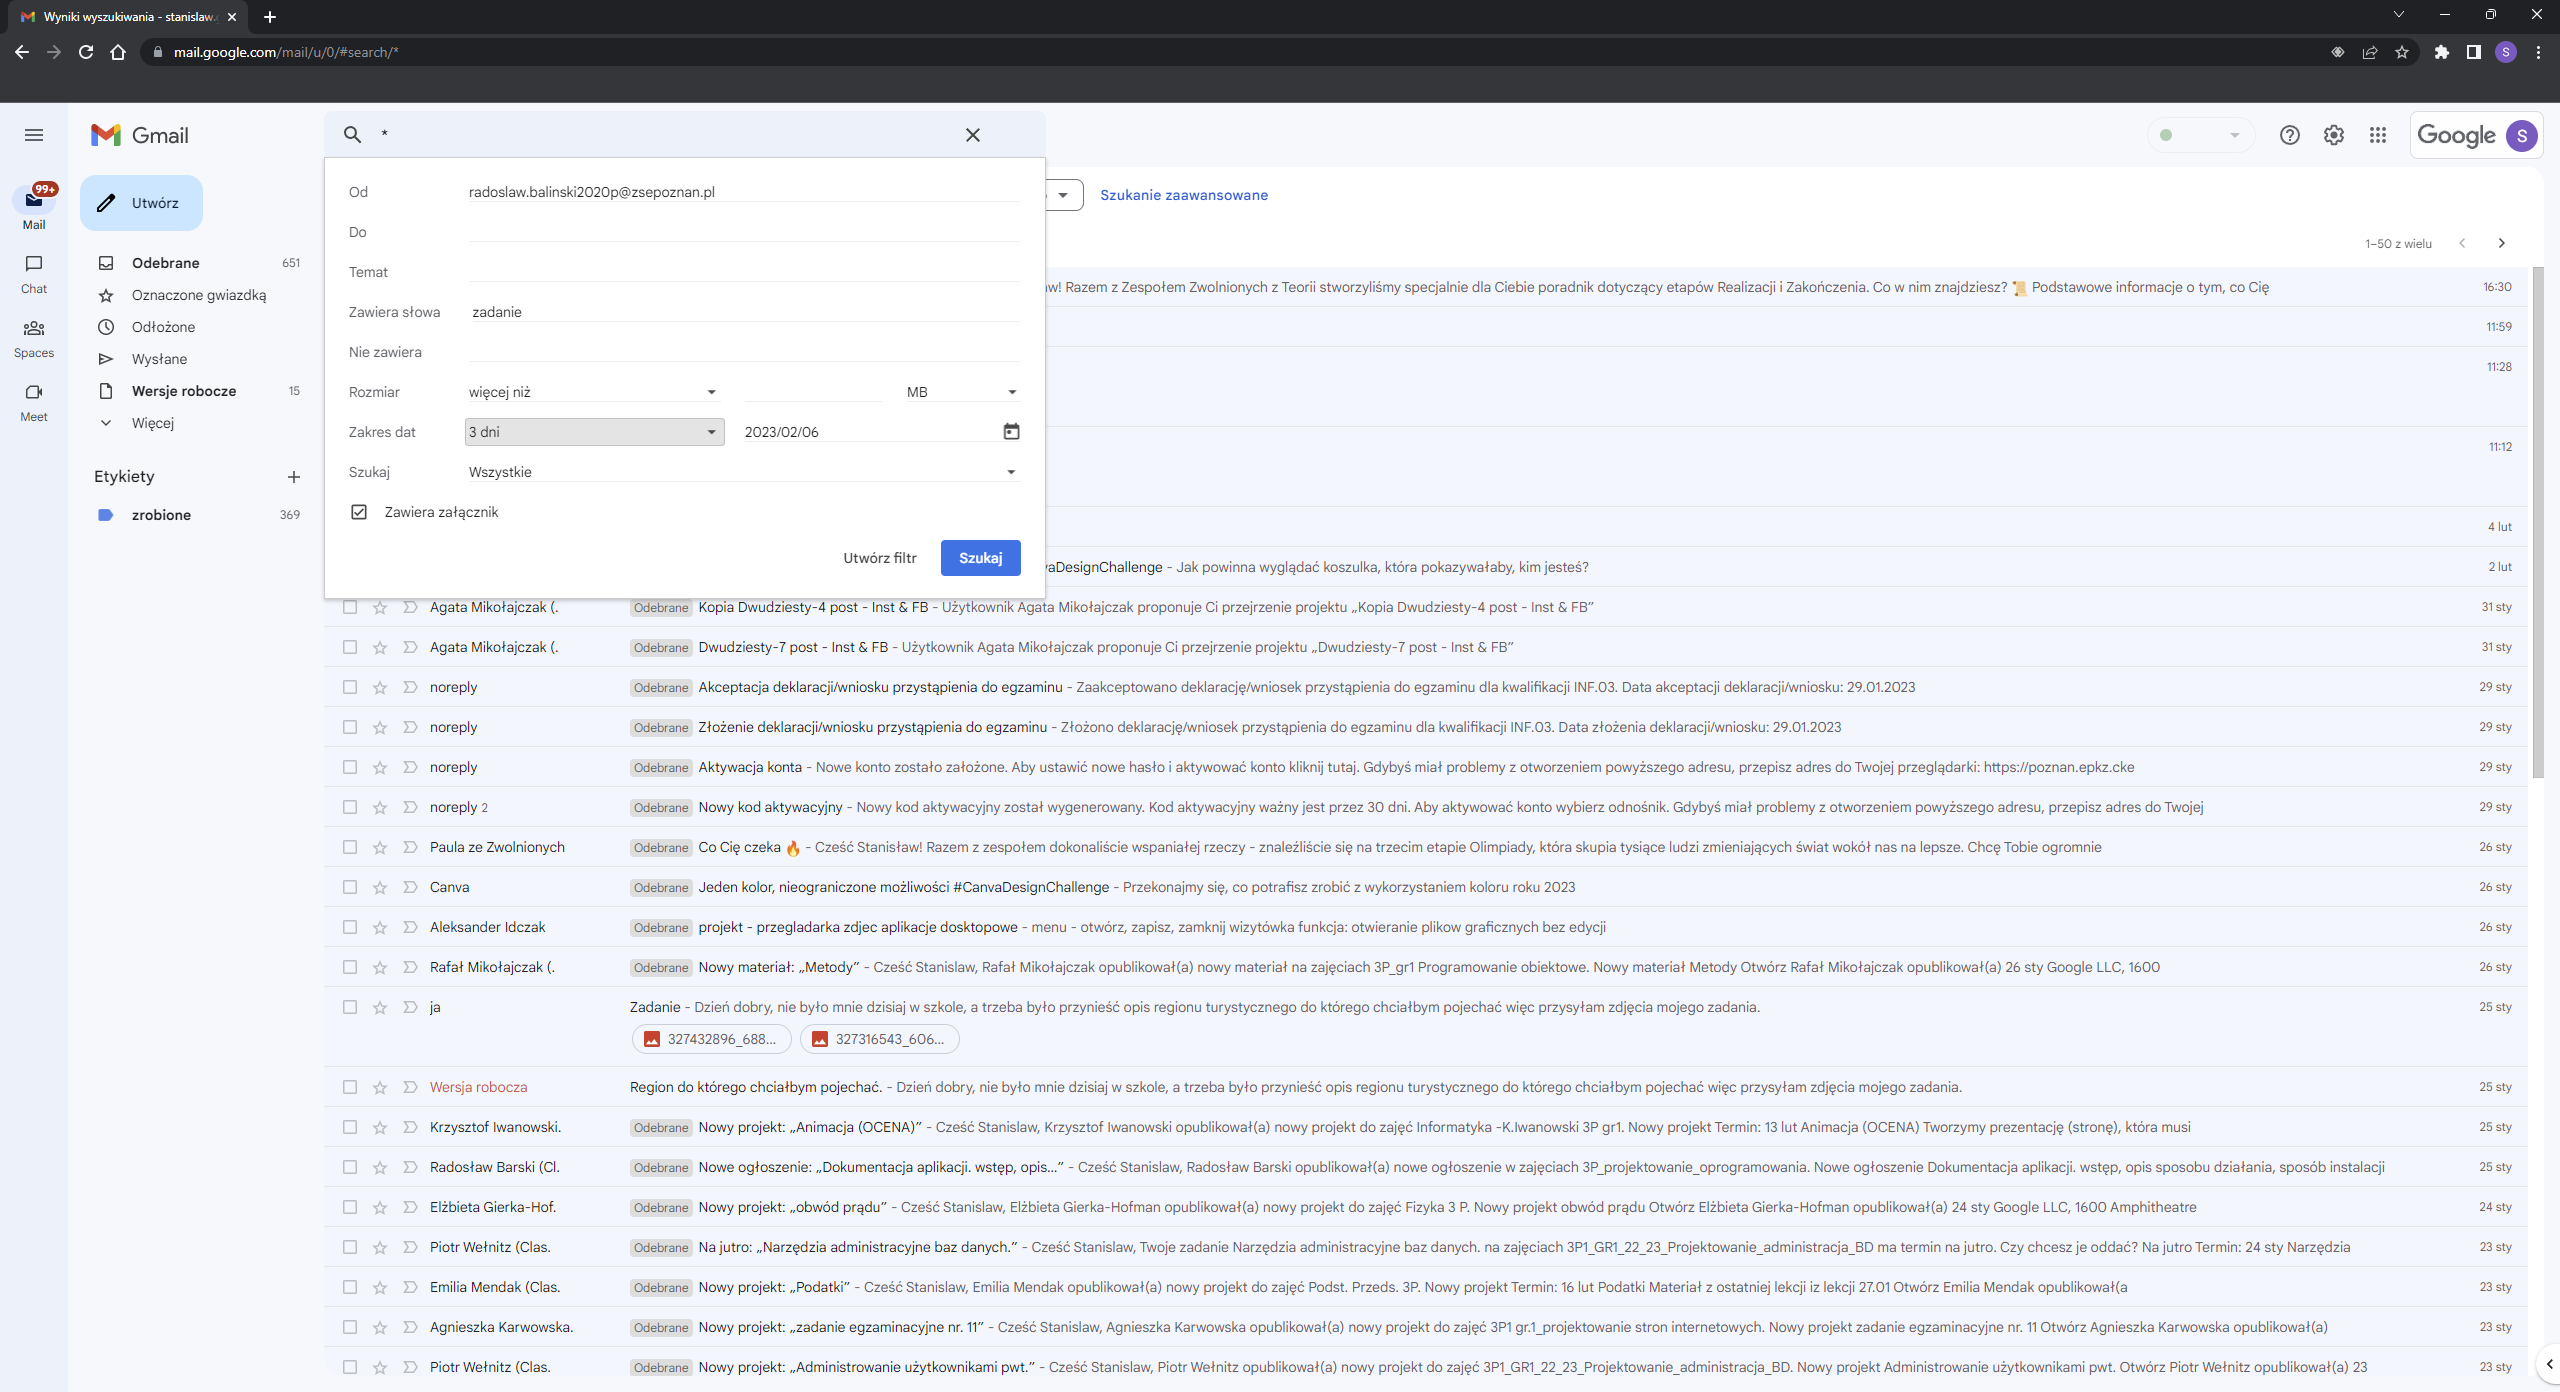 Wyniki wyszukiwania - stanislaw.
mail.google.com/mail/u/0/#search/*
S
Gmail
*
Google
S
99+
Mail
Chat
Spaces
Meet
Utwórz
Odebrane 651
Oznaczone gwiazdką
Odłożone
Wysłane
Wersje robocze 15
Więcej
Etykiety
zrobione 369
Od radoslaw.balinski2020p@zsepoznan.pl
Do
Temat
Zawiera słowa zadanie
Nie zawiera
Rozmiar więcej niż MB
Zakres dat 3 dni 2023/02/06
Szukaj Wszystkie
Zawiera załącznik
Utwórz filtr Szukaj
Szukanie zaawansowane
1–50 z wielu
w! Razem z Zespołem Zwolnionych z Teorii stworzyliśmy specjalnie dla Ciebie poradnik dotyczący etapów Realizacji i Zakończenia. Co w nim znajdziesz? 📜 Podstawowe informacje o tym, co Cię 16:30
11:59
11:28
11:12
4 lut
aDesignChallenge - Jak powinna wyglądać koszulka, która pokazywałaby, kim jesteś? 2 lut
Agata Mikołajczak (. Odebrane Kopia Dwudziesty-4 post - Inst & FB - Użytkownik Agata Mikołajczak proponuje Ci przejrzenie projektu „Kopia Dwudziesty-4 post - Inst & FB” 31 sty
Agata Mikołajczak (. Odebrane Dwudziesty-7 post - Inst & FB - Użytkownik Agata Mikołajczak proponuje Ci przejrzenie projektu „Dwudziesty-7 post - Inst & FB” 31 sty
noreply Odebrane Akceptacja deklaracji/wniosku przystąpienia do egzaminu - Zaakceptowano deklarację/wniosek przystąpienia do egzaminu dla kwalifikacji INF.03. Data akceptacji deklaracji/wniosku: 29.01.2023 29 sty
noreply Odebrane Złożenie deklaracji/wniosku przystąpienia do egzaminu - Złożono deklarację/wniosek przystąpienia do egzaminu dla kwalifikacji INF.03. Data złożenia deklaracji/wniosku: 29.01.2023 29 sty
noreply Odebrane Aktywacja konta - Nowe konto zostało założone. Aby ustawić nowe hasło i aktywować konto kliknij tutaj. Gdybyś miał problemy z otworzeniem powyższego adresu, przepisz adres do Twojej przeglądarki: https://poznan.epkz.cke 29 sty
noreply 2 Odebrane Nowy kod aktywacyjny - Nowy kod aktywacyjny został wygenerowany. Kod aktywacyjny ważny jest przez 30 dni. Aby aktywować konto wybierz odnośnik. Gdybyś miał problemy z otworzeniem powyższego adresu, przepisz adres do Twojej 29 sty
Paula ze Zwolnionych Odebrane Co Cię czeka 🔥 - Cześć Stanisław! Razem z zespołem dokonaliście wspaniałej rzeczy - znaleźliście się na trzecim etapie Olimpiady, która skupia tysiące ludzi zmieniających świat wokół nas na lepsze. Chcę Tobie ogromnie 26 sty
Canva Odebrane Jeden kolor, nieograniczone możliwości #CanvaDesignChallenge - Przekonajmy się, co potrafisz zrobić z wykorzystaniem koloru roku 2023 26 sty
Aleksander Idczak Odebrane projekt - przegladarka zdjec aplikacje dosktopowe - menu - otwórz, zapisz, zamknij wizytówka funkcja: otwieranie plikow graficznych bez edycji 26 sty
Rafał Mikołajczak (. Odebrane Nowy materiał: „Metody” - Cześć Stanislaw, Rafał Mikołajczak opublikował(a) nowy materiał na zajęciach 3P_gr1 Programowanie obiektowe. Nowy materiał Metody Otwórz Rafał Mikołajczak opublikował(a) 26 sty Google LLC, 1600 26 sty
ja Zadanie - Dzień dobry, nie było mnie dzisiaj w szkole, a trzeba było przynieść opis regionu turystycznego do którego chciałbym pojechać więc przysyłam zdjęcia mojego zadania. 25 sty
327432896_688... 327316543_606...
Wersja robocza Region do którego chciałbym pojechać. - Dzień dobry, nie było mnie dzisiaj w szkole, a trzeba było przynieść opis regionu turystycznego do którego chciałbym pojechać więc przysyłam zdjęcia mojego zadania. 25 sty
Krzysztof Iwanowski. Odebrane Nowy projekt: „Animacja (OCENA)” - Cześć Stanislaw, Krzysztof Iwanowski opublikował(a) nowy projekt do zajęć Informatyka -K.Iwanowski 3P gr1. Nowy projekt Termin: 13 lut Animacja (OCENA) Tworzymy prezentację (stronę), która musi 25 sty
Radosław Barski (Cl. Odebrane Nowe ogłoszenie: „Dokumentacja aplikacji. wstęp, opis...” - Cześć Stanislaw, Radosław Barski opublikował(a) nowe ogłoszenie w zajęciach 3P_projektowanie_oprogramowania. Nowe ogłoszenie Dokumentacja aplikacji. wstęp, opis sposobu działania, sposób instalacji 25 sty
Elżbieta Gierka-Hof. Odebrane Nowy projekt: „obwód prądu” - Cześć Stanislaw, Elżbieta Gierka-Hofman opublikował(a) nowy projekt do zajęć Fizyka 3 P. Nowy projekt obwód prądu Otwórz Elżbieta Gierka-Hofman opublikował(a) 24 sty Google LLC, 1600 Amphitheatre 24 sty
Piotr Wełnitz (Clas. Odebrane Na jutro: „Narzędzia administracyjne baz danych.” - Cześć Stanislaw, Twoje zadanie Narzędzia administracyjne baz danych. na zajęciach 3P1_GR1_22_23_Projektowanie_administracja_BD ma termin na jutro. Czy chcesz je oddać? Na jutro Termin: 24 sty Narzędzia 23 sty
Emilia Mendak (Clas. Odebrane Nowy projekt: „Podatki” - Cześć Stanislaw, Emilia Mendak opublikował(a) nowy projekt do zajęć Podst. Przeds. 3P. Nowy projekt Termin: 16 lut Podatki Materiał z ostatniej lekcji iz lekcji 27.01 Otwórz Emilia Mendak opublikował(a 23 sty
Agnieszka Karwowska. Odebrane Nowy projekt: „zadanie egzaminacyjne nr. 11” - Cześć Stanislaw, Agnieszka Karwowska opublikował(a) nowy projekt do zajęć 3P1 gr.1_projektowanie stron internetowych. Nowy projekt zadanie egzaminacyjne nr. 11 Otwórz Agnieszka Karwowska opublikował(a) 23 sty
Piotr Wełnitz (Clas. Odebrane Nowy projekt: „Administrowanie użytkownikami pwt.” - Cześć Stanislaw, Piotr Wełnitz opublikował(a) nowy projekt do zajęć 3P1_GR1_22_23_Projektowanie_administracja_BD. Nowy projekt Administrowanie użytkownikami pwt. Otwórz Piotr Wełnitz opublikował(a) 23 23 sty